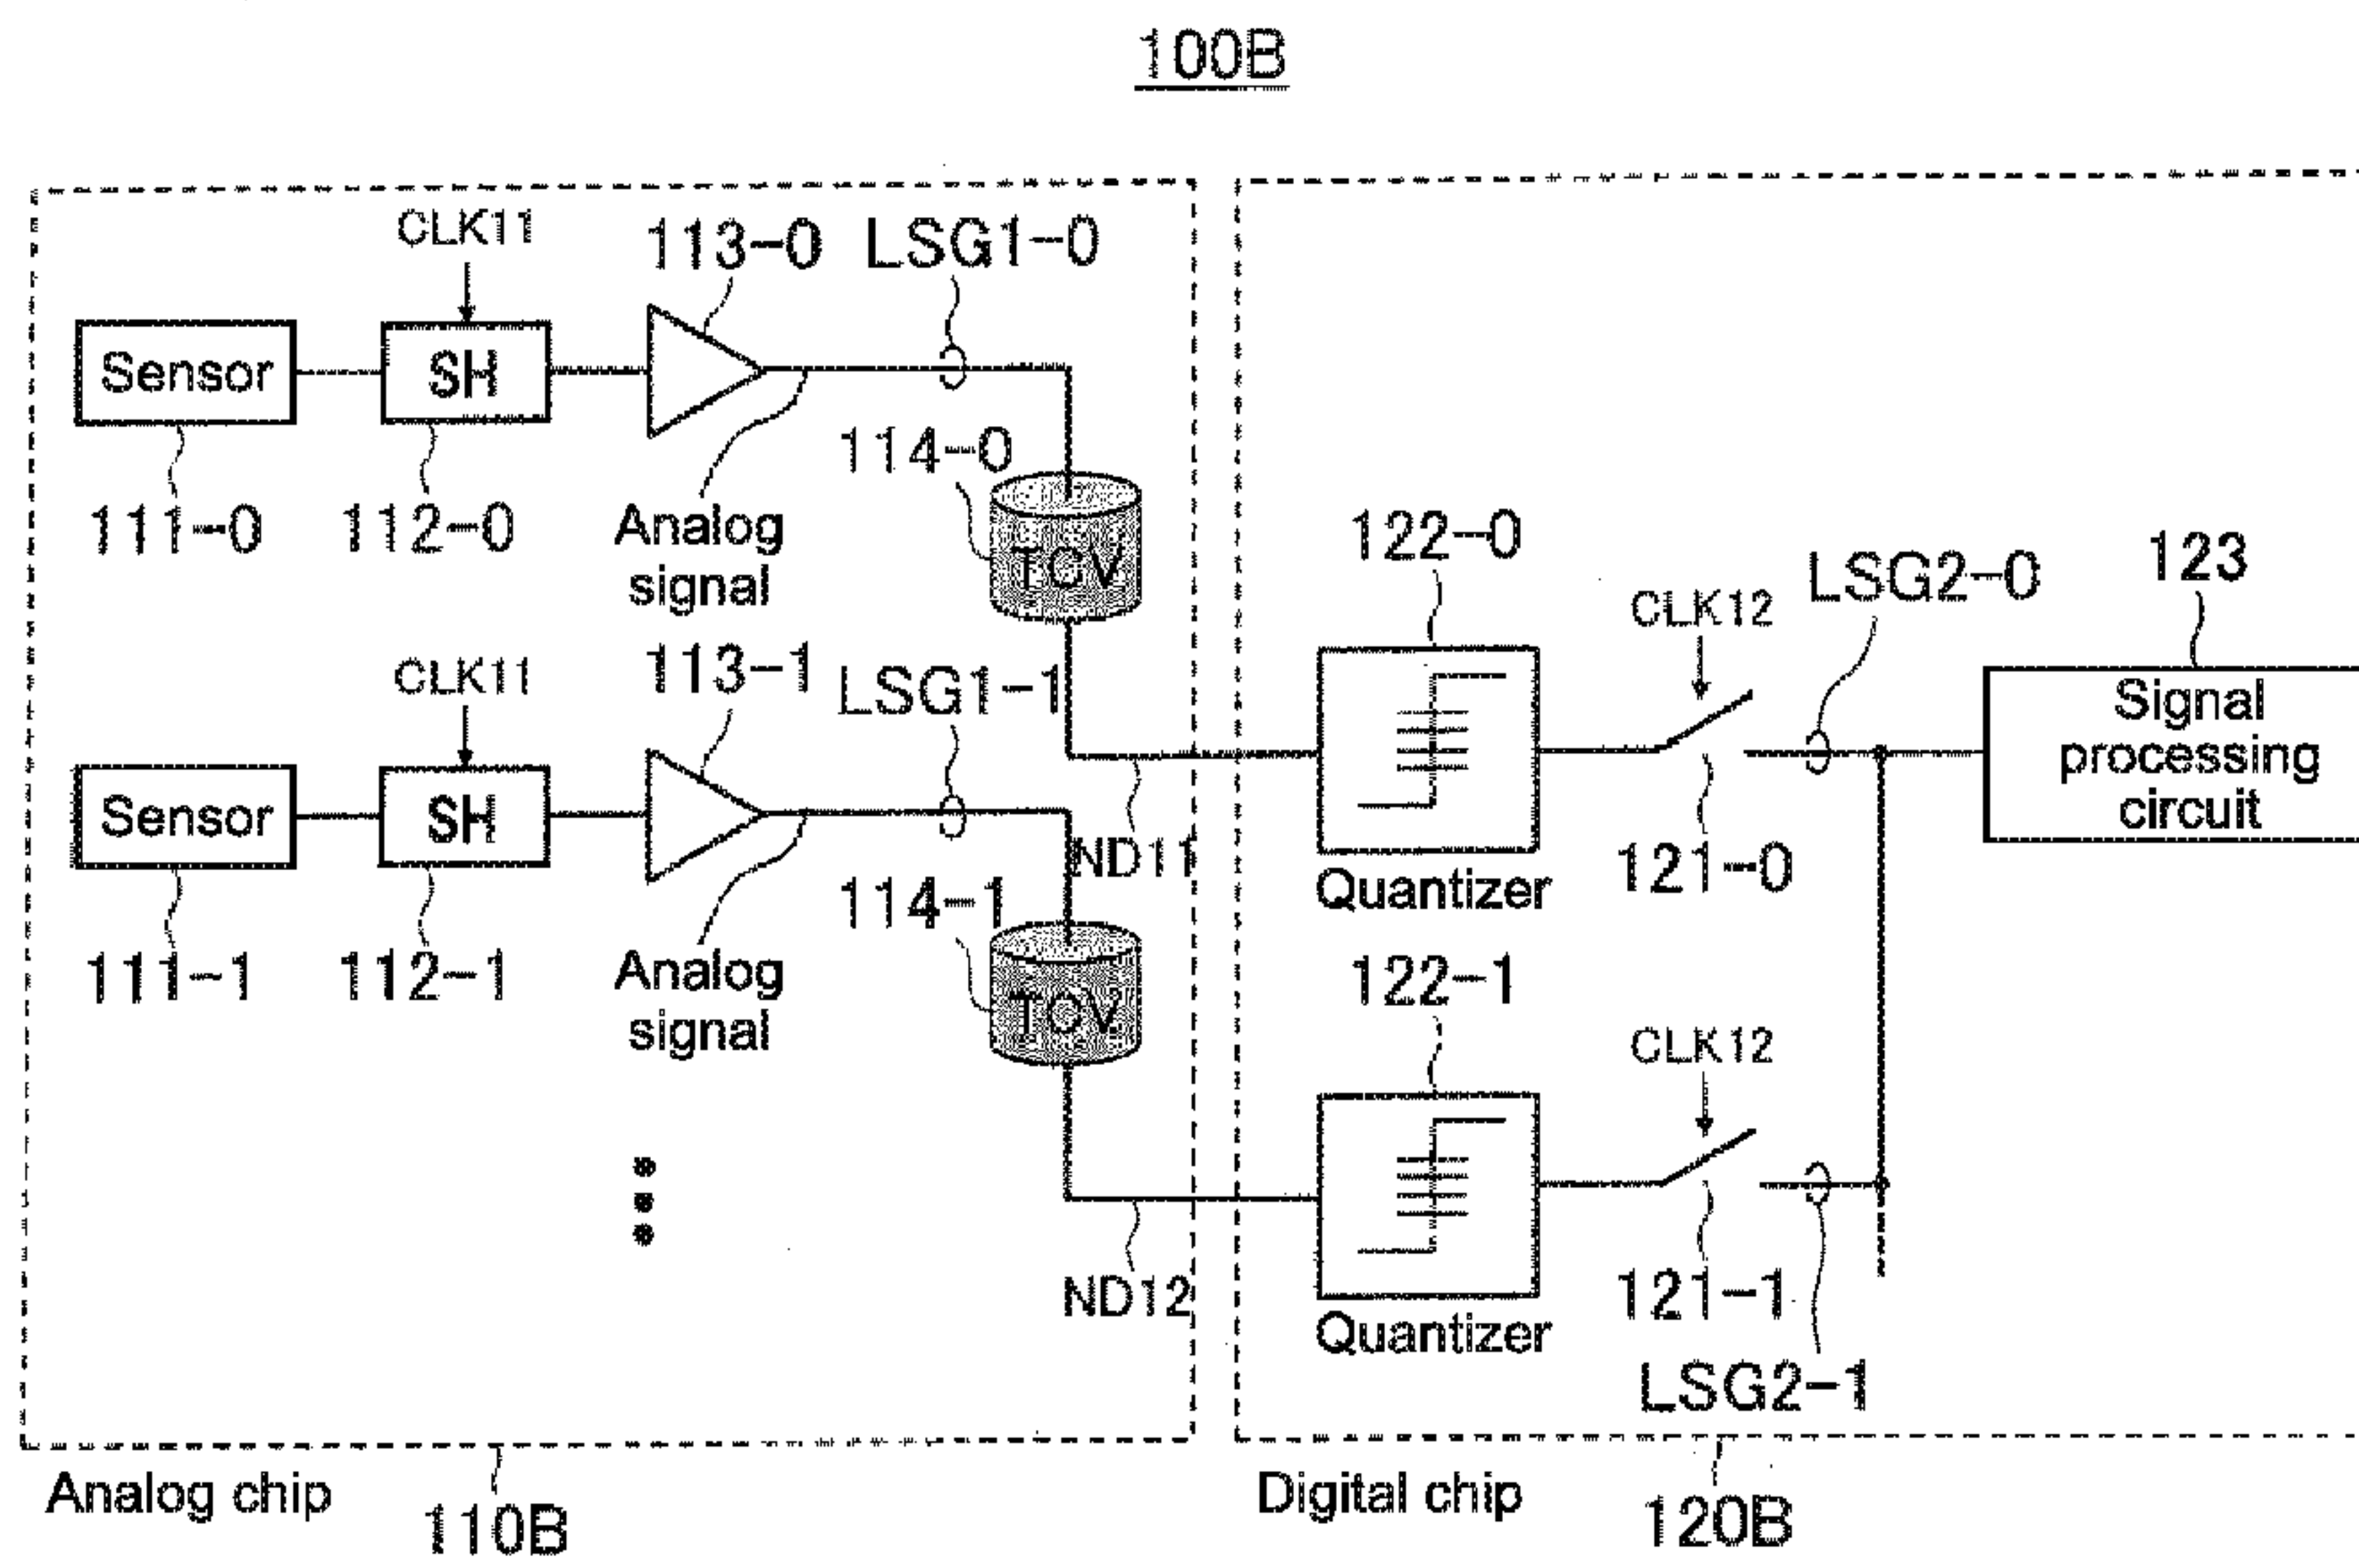 100B
CLK11
113-0
LSG1-0
Sensor
SH
114-0
111-0
112-0
Analog
signal
TCV
122-0
LSG2-0
123
CLK12
CLK11
113-1
LSG1-1
Signal
processing
circuit
Sensor
SH
ND11
121-0
114-1
Quantizer
111-1
112-1
Analog
signal
TCV
122-1
CLK12
ND12
121-1
Quantizer
LSG2-1
Analog chip
110B
Digital chip
120B